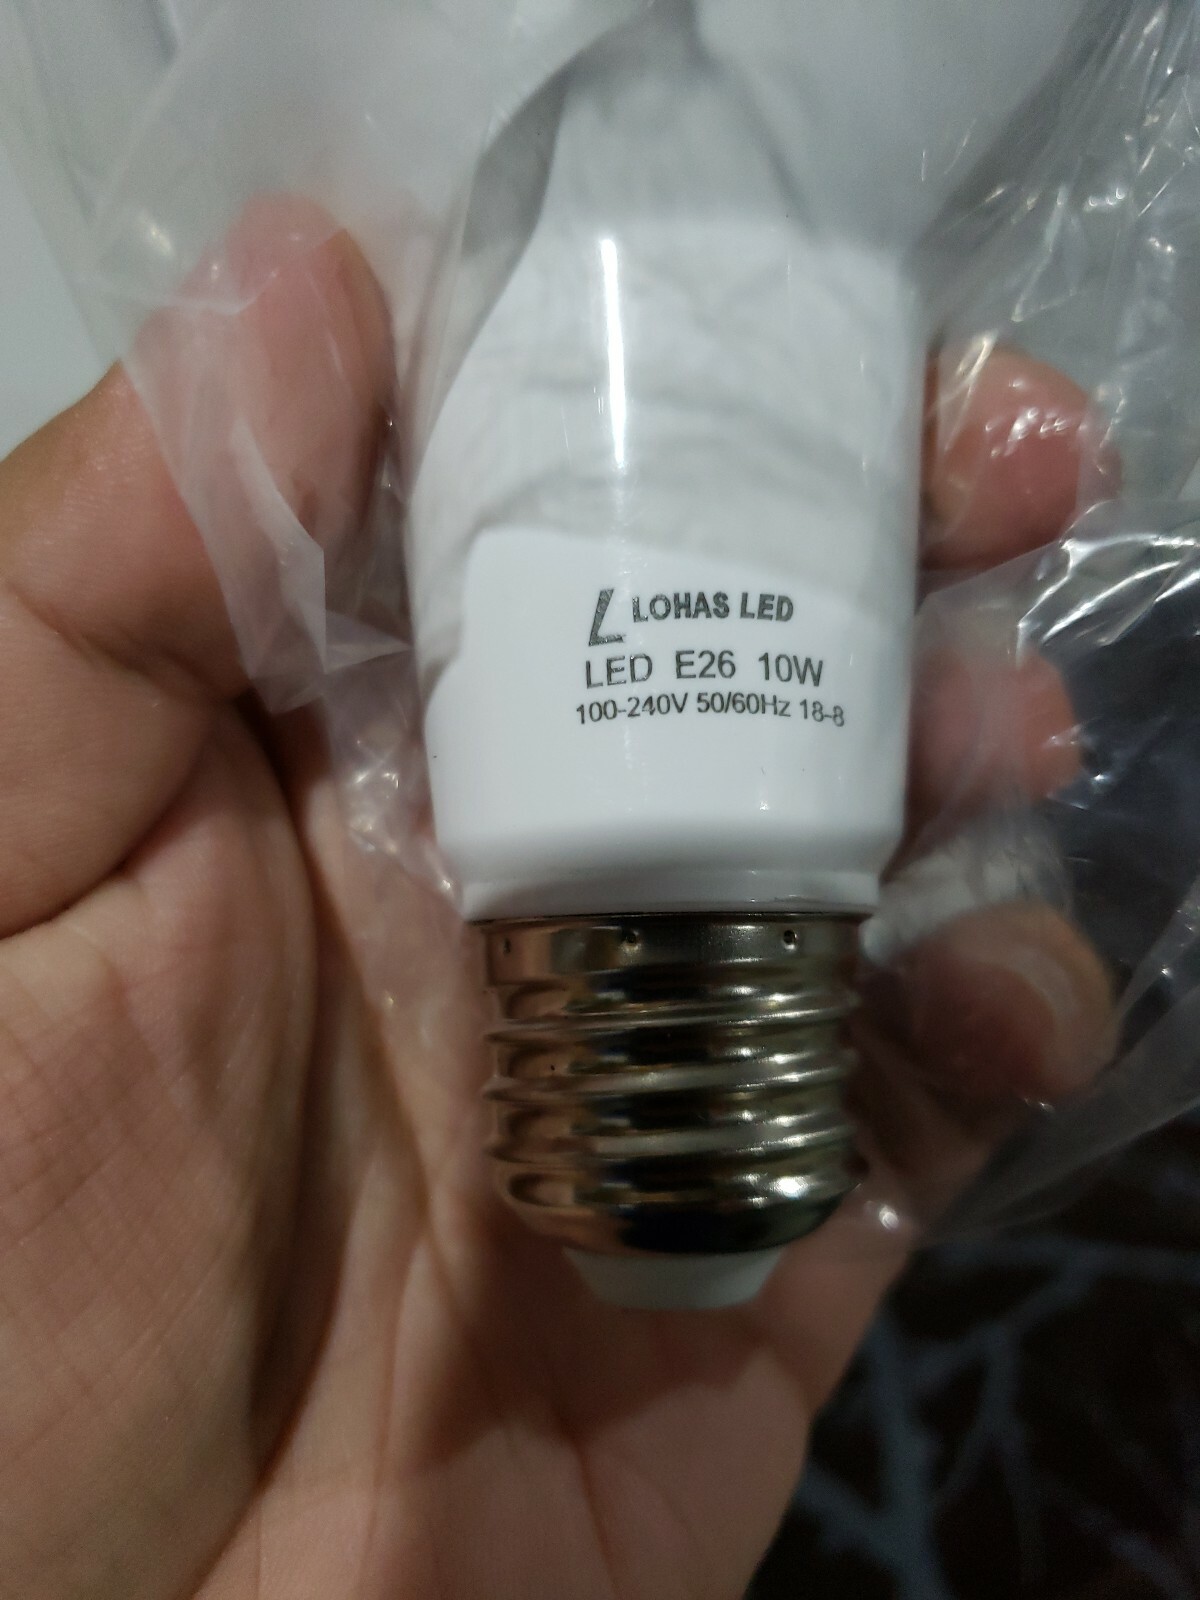 LOHAS LED
LED E26 10W
100-240V 50/60Hz 18-8